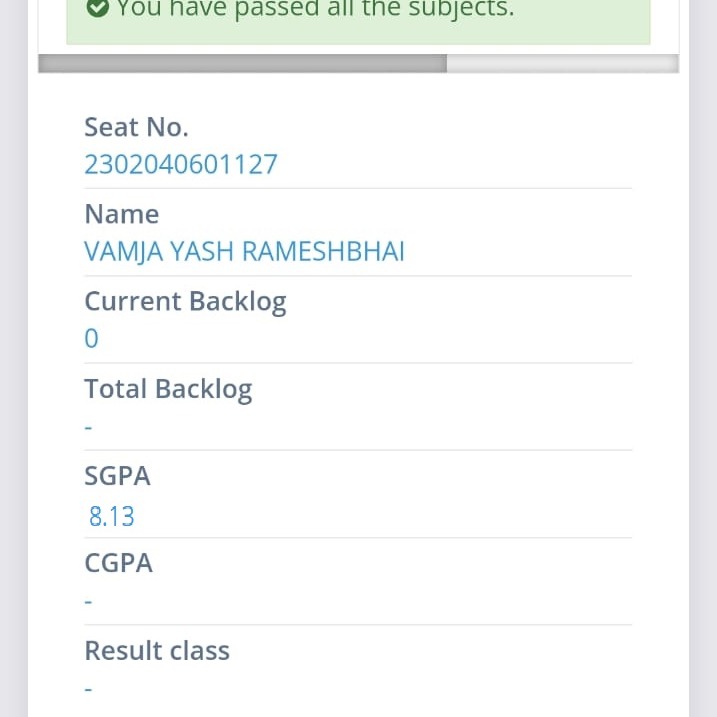 You have passed all the subjects.
Seat No.
2302040601127
Name
VAMJA YASH RAMESHBHAI
Current Backlog
0
Total Backlog
-
SGPA
8.13
CGPA
-
Result class
-